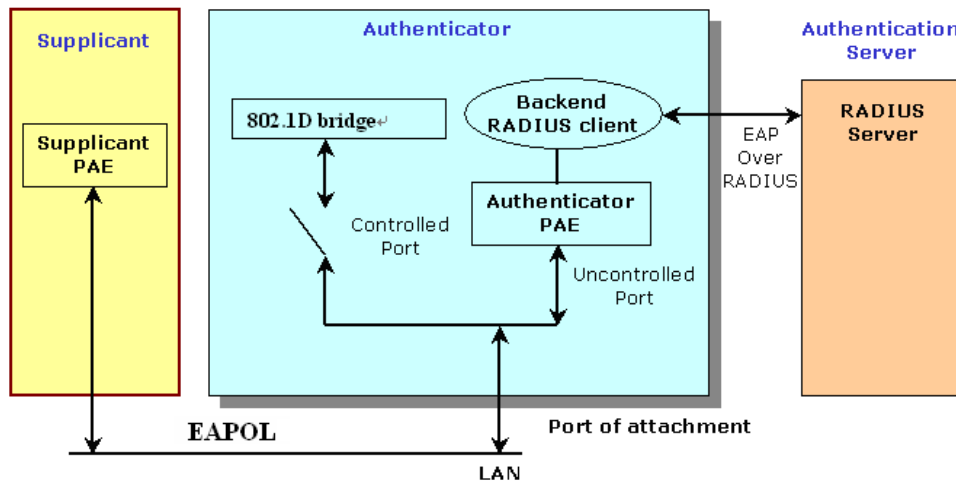 Supplicant
Authenticator
Authentication
Server
802.1D bridge↵
Backend
RADIUS client
RADIUS
Server
Supplicant
PAE
EAP
Over
RADIUS
Authenticator
PAE
Controlled
Port
Uncontrolled
Port
EAPOL
Port of attachment
LAN